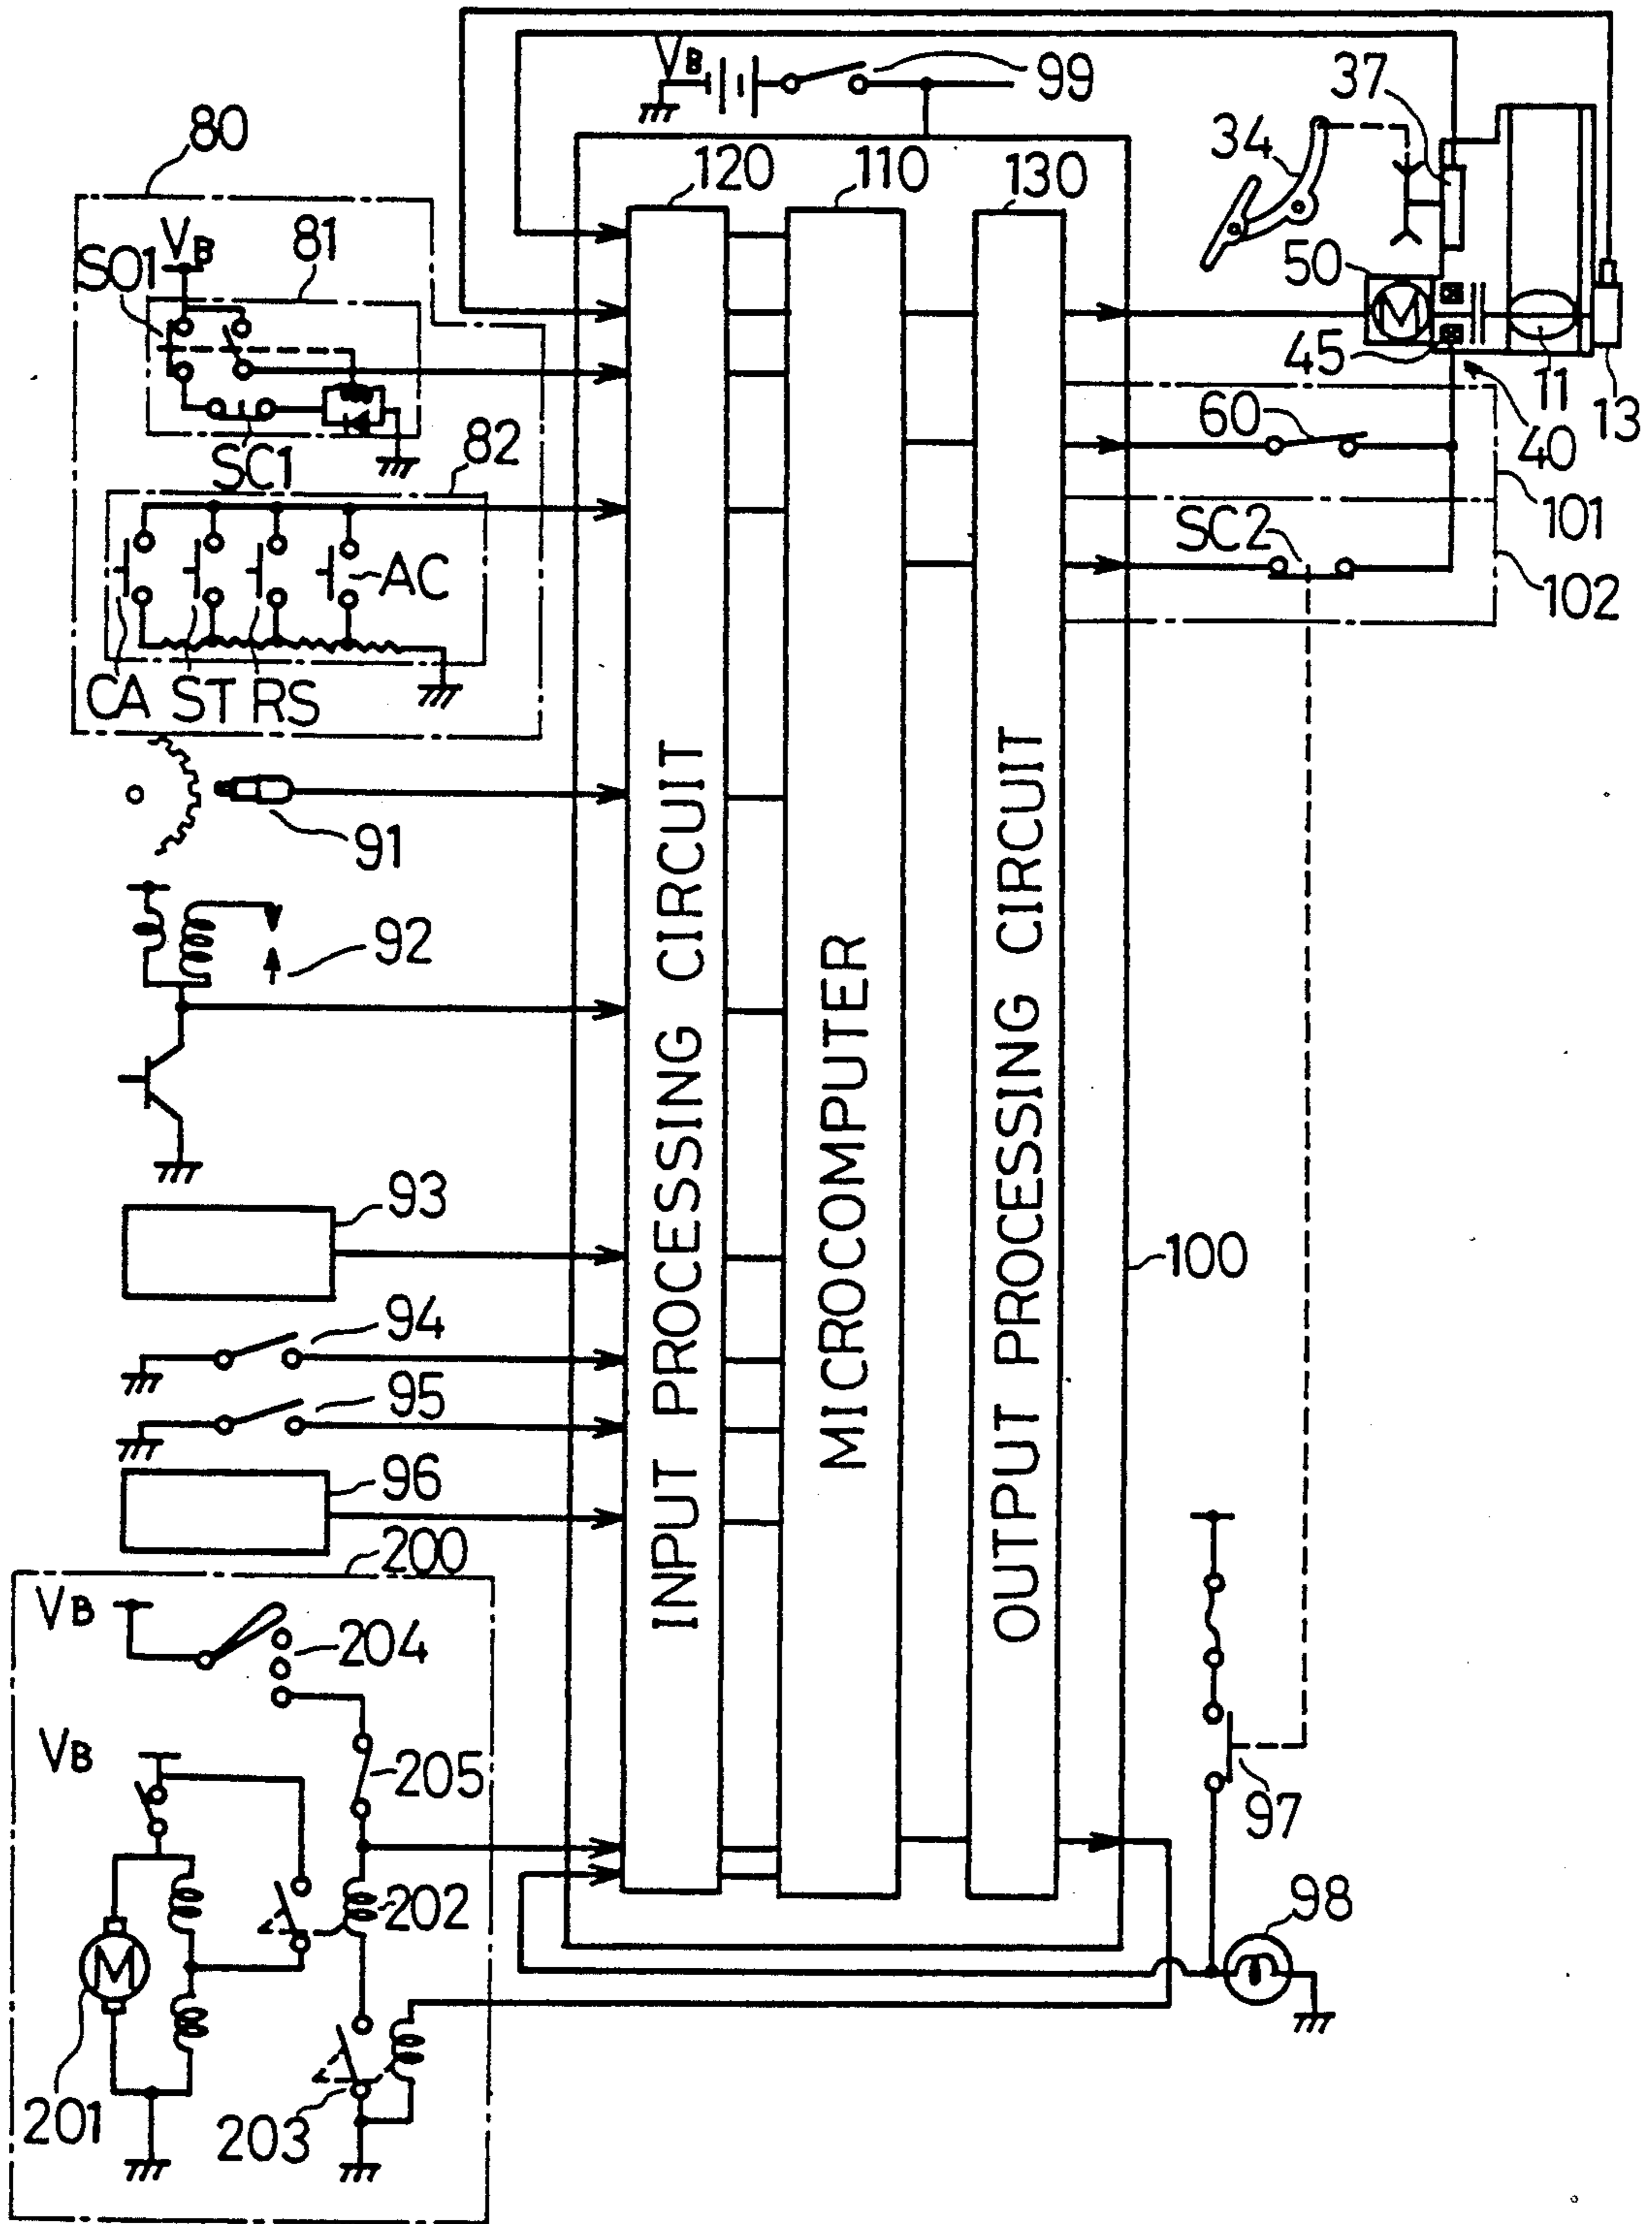 VB
99
37
34
80
120
110
130
VB
81
SO1
50
SC1
82
45
11
13
60
40
101
SC2
102
AC
CA
ST
RS
91
92
INPUT PROCESSING CIRCUIT
MICROCOMPUTER
OUTPUT PROCESSING CIRCUIT
93
100
94
95
96
200
VB
204
VB
205
97
202
98
M
M
201
203